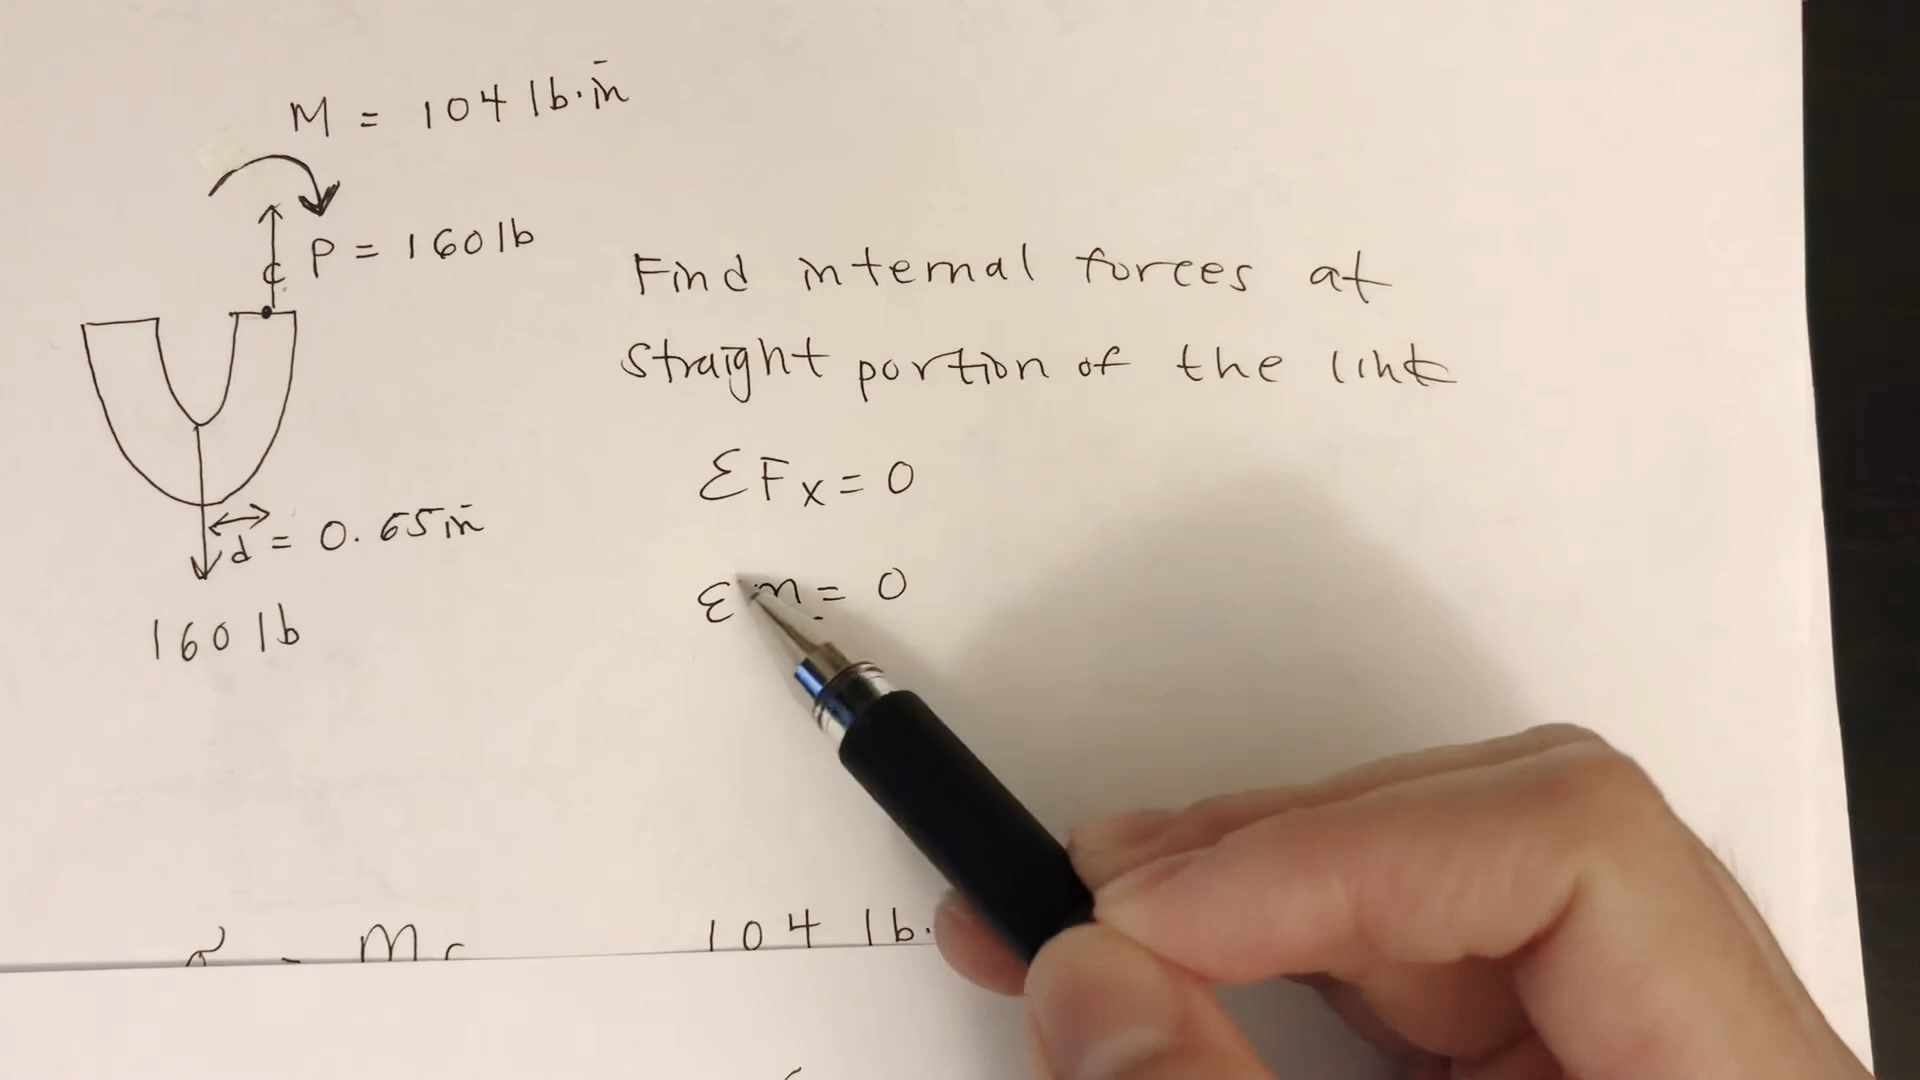 M = 104 lb·in
P = 160 lb
C
Find internal forces at
straight portion of the link
ΣFx = 0
ΣM = 0
d = 0.65 in
160 lb
σ = Mc
104 lb.